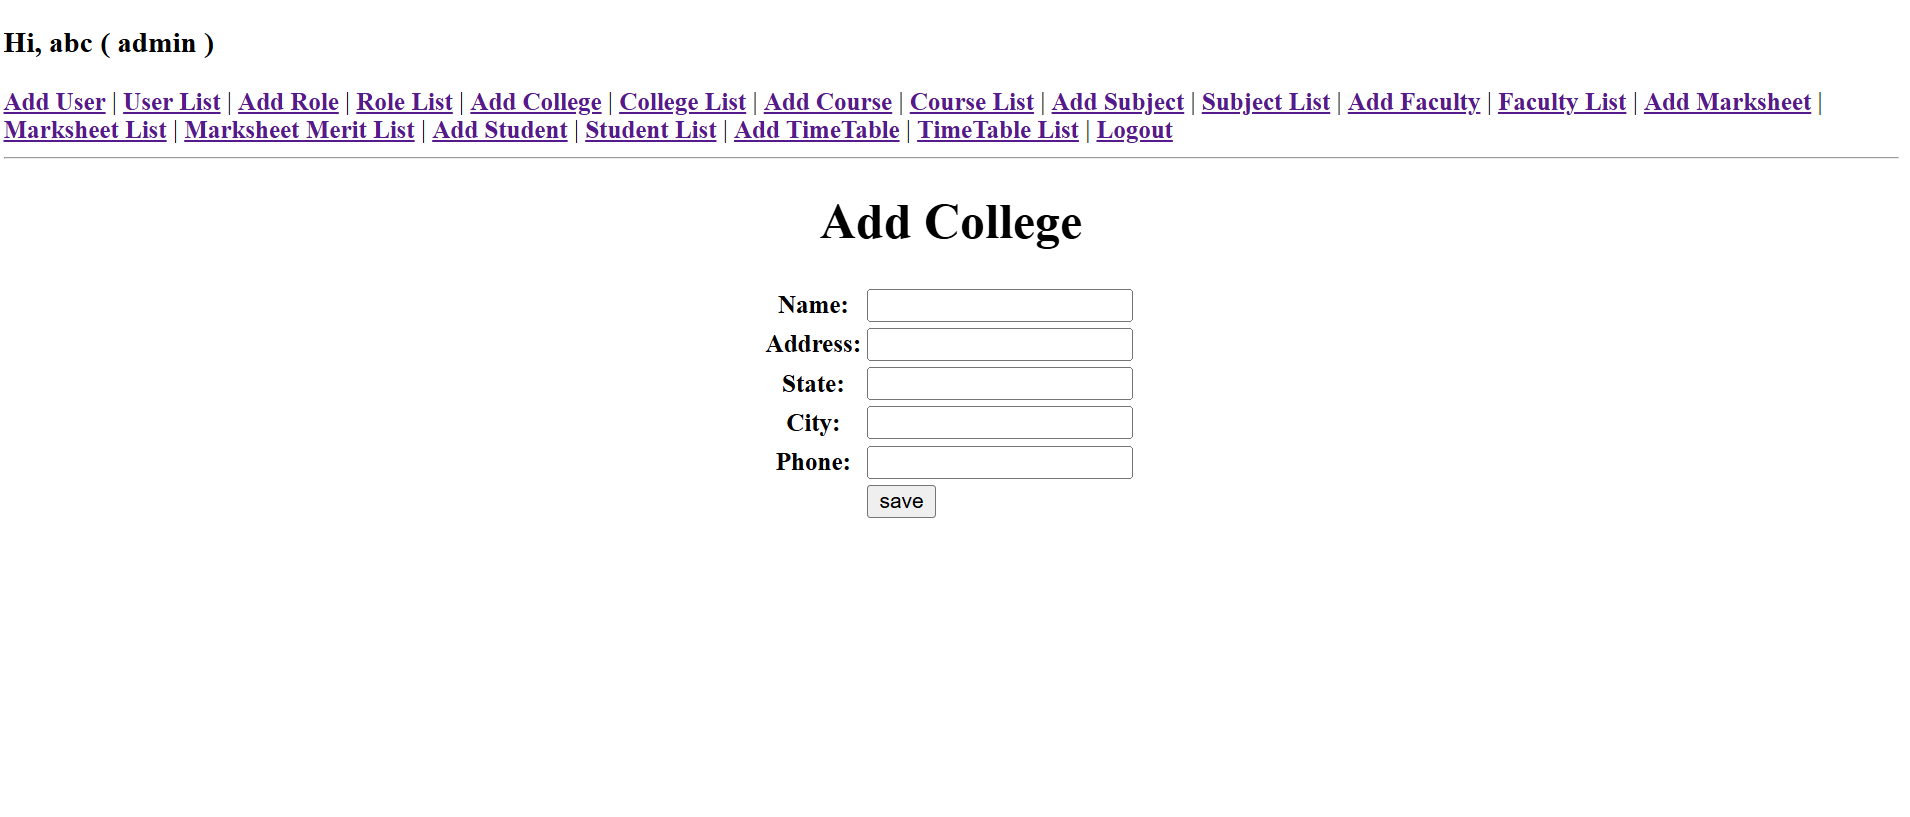 Hi, abc ( admin )
Add User | User List | Add Role | Role List | Add College | College List | Add Course | Course List | Add Subject | Subject List | Add Faculty | Faculty List | Add Marksheet |
Marksheet List | Marksheet Merit List | Add Student | Student List | Add TimeTable | TimeTable List | Logout
Add College
Name:
Address:
State:
City:
Phone:
save